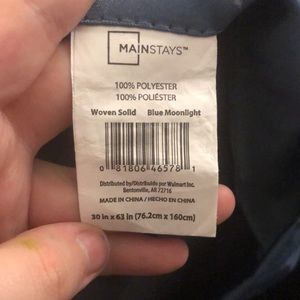 MAINSTAYS™
100% POLYESTER
100% POLIÉSTER
Woven Solid Blue Moonlight
0 81806 46578 1
Distributed by/Distribuido por Walmart Inc.
Bentonville, AR 72716
MADE IN CHINA / HECHO EN CHINA
30 in x 63 in (76.2cm x 160cm)